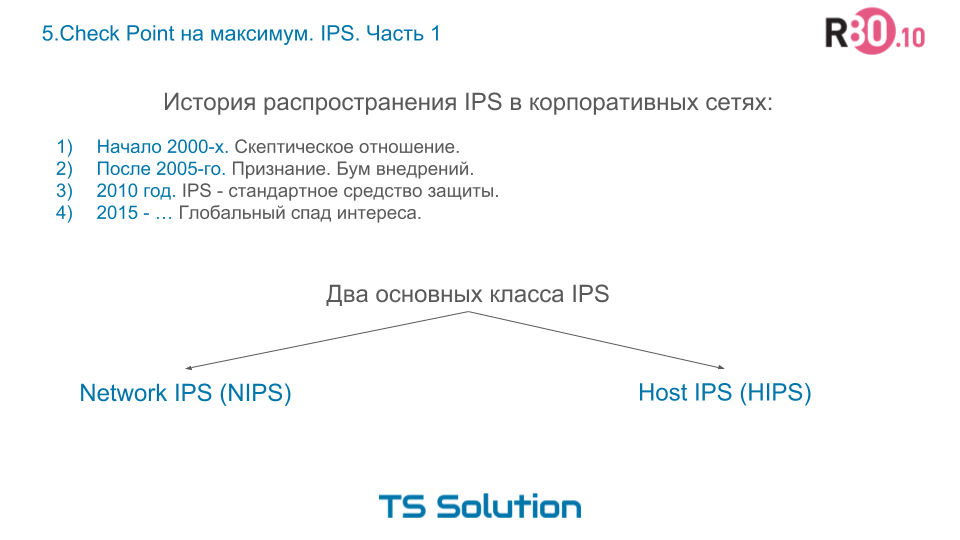 5.Check Point на максимум. IPS. Часть 1
R80.10
История распространения IPS в корпоративных сетях:
1) Начало 2000-х. Скептическое отношение.
2) После 2005-го. Признание. Бум внедрений.
3) 2010 год. IPS - стандартное средство защиты.
4) 2015 - … Глобальный спад интереса.
Два основных класса IPS
Network IPS (NIPS)
Host IPS (HIPS)
TS Solution